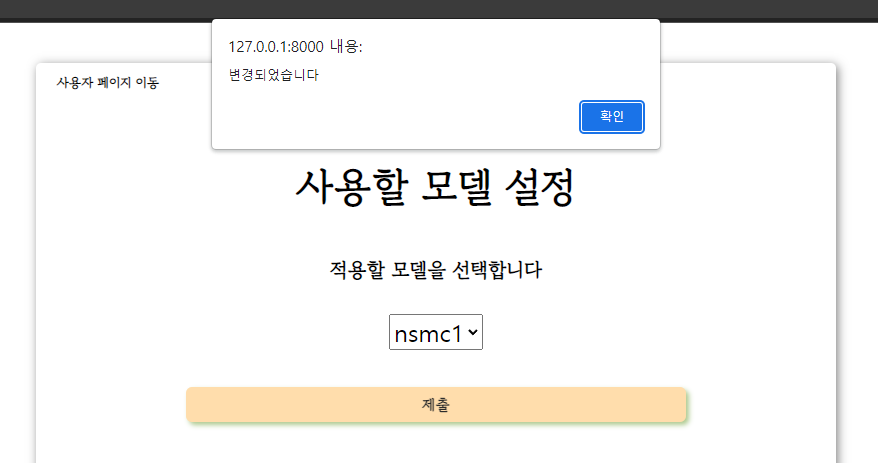 127.0.0.1:8000 내용:
변경되었습니다
확인
사용자 페이지 이동
사용할 모델 설정
적용할 모델을 선택합니다
nsmc1
제출